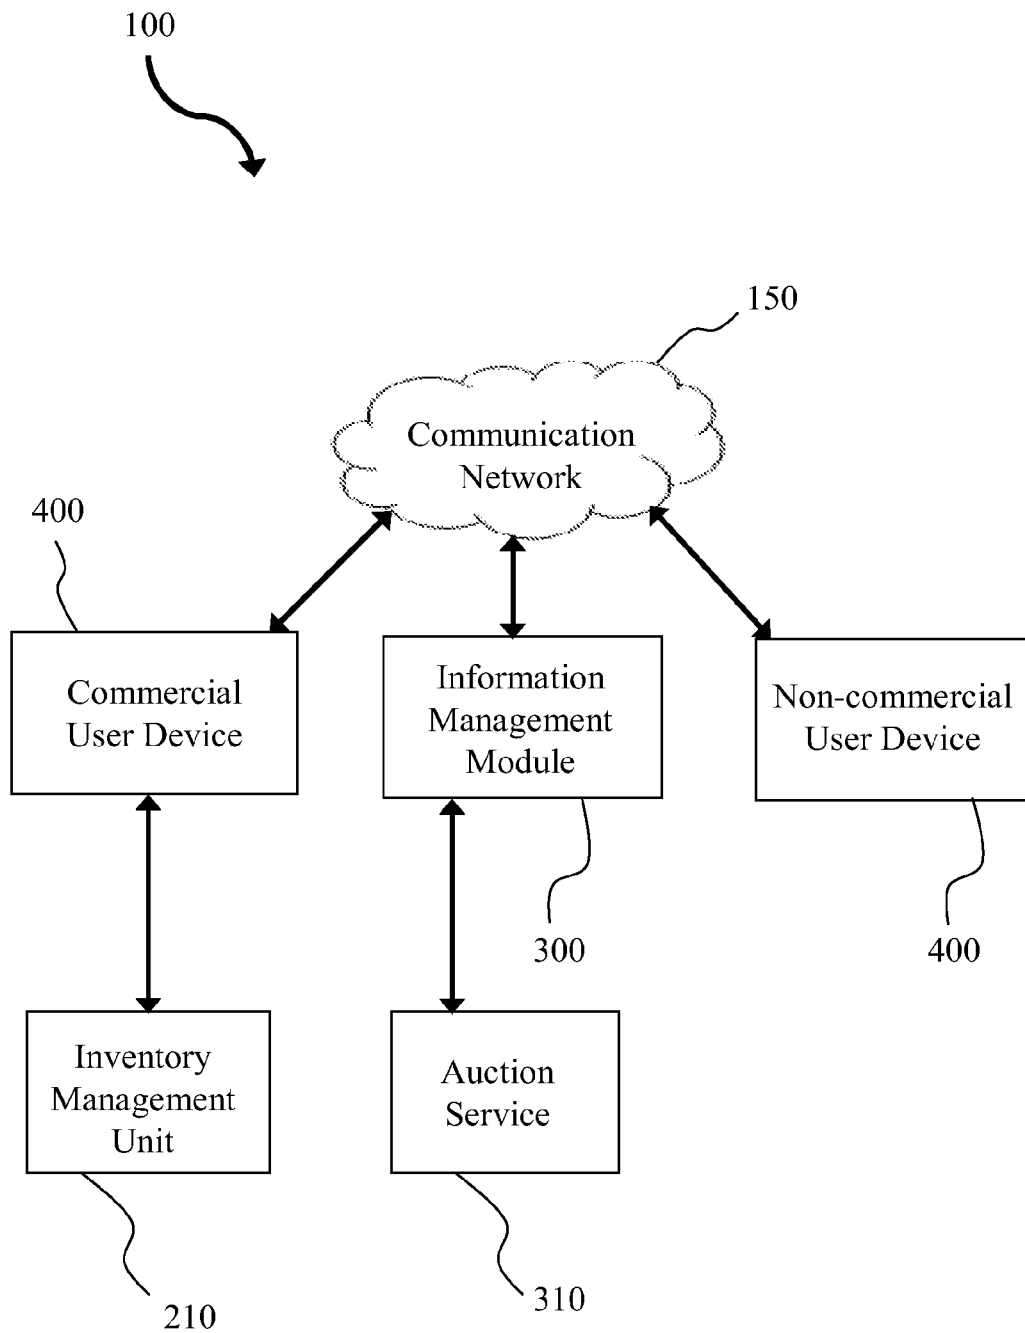 100
150
Communication
Network
400
Commercial
User Device
Information
Management
Module
Non-commercial
User Device
300
400
Inventory
Management
Unit
Auction
Service
210
310